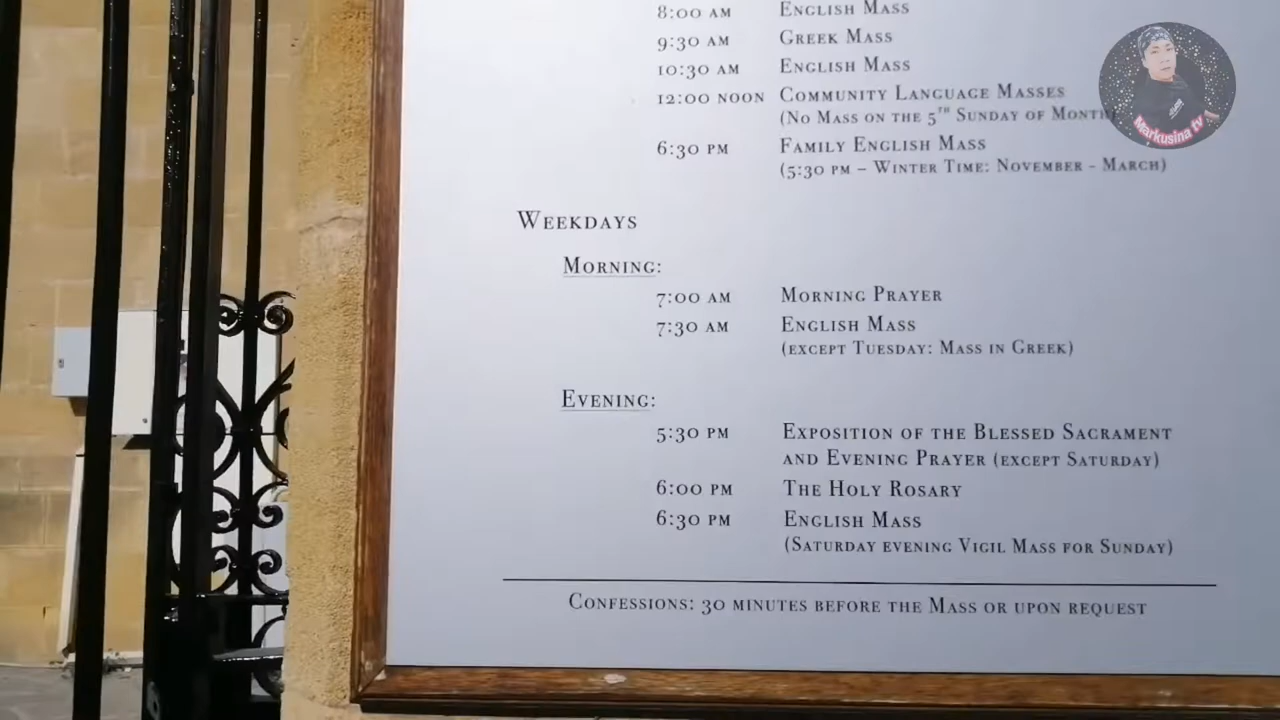 8:00 AM English Mass
9:30 AM Greek Mass
10:30 AM English Mass
12:00 NOON Community Language Masses
(No Mass on the 5th Sunday of Month
6:30 PM Family English Mass
(5:30 PM – Winter Time: November - March)
Weekdays
Morning:
7:00 AM Morning Prayer
7:30 AM English Mass
(except Tuesday: Mass in Greek)
Evening:
5:30 PM Exposition of the Blessed Sacrament
and Evening Prayer (except Saturday)
6:00 PM The Holy Rosary
6:30 PM English Mass
(Saturday evening Vigil Mass for Sunday)
Confessions: 30 minutes before the Mass or upon request
Markusina tv